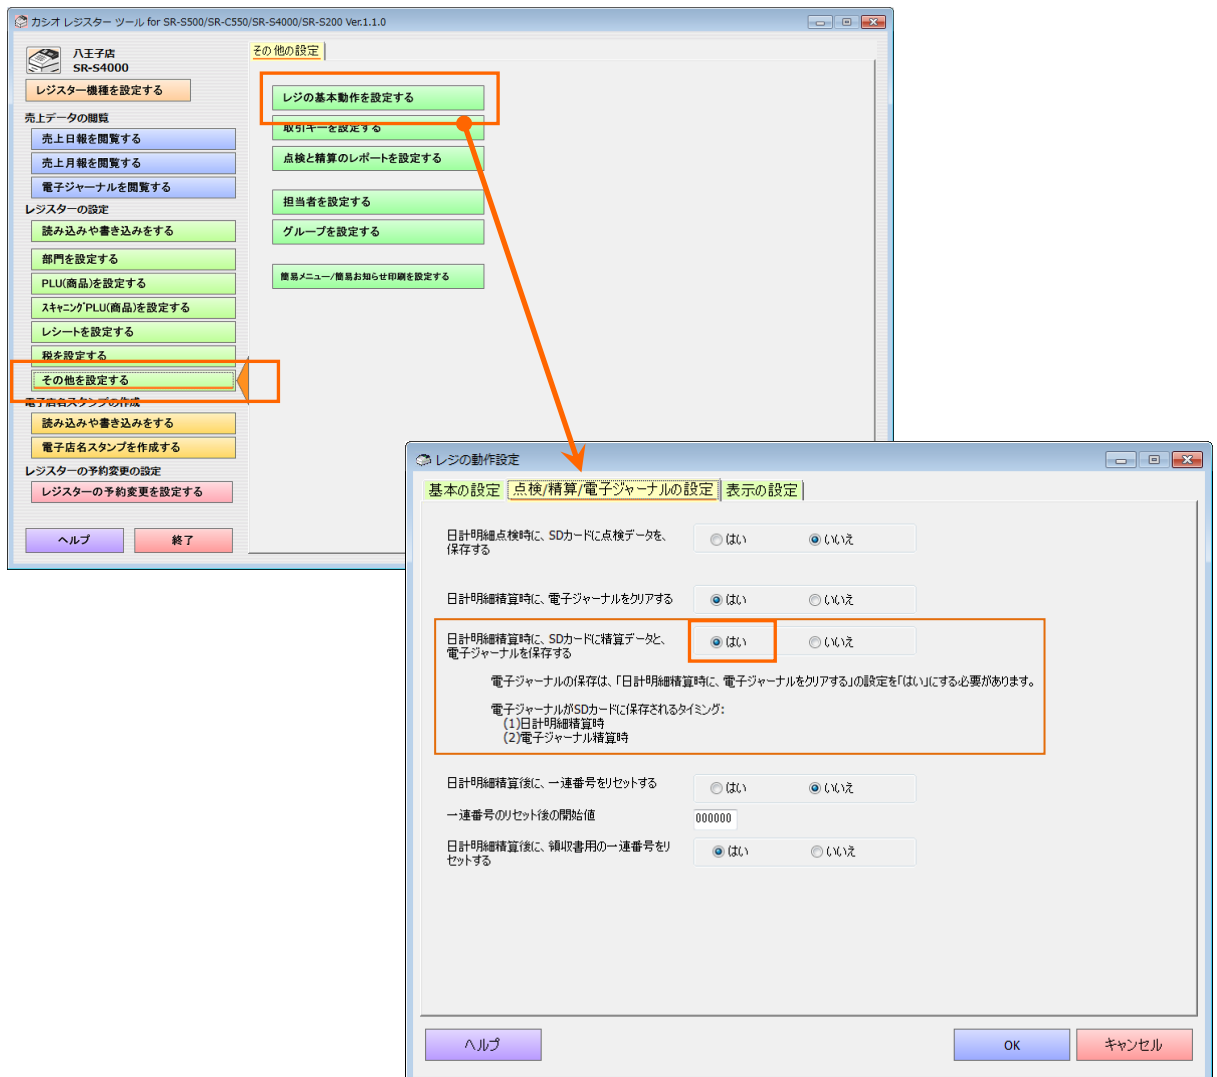 カシオ レジスター ツール for SR-S500/SR-C550/SR-S4000/SR-S200 Ver.1.1.0
八王子店
SR-S4000
レジスター機種を設定する
売上データの閲覧
売上日報を閲覧する
売上月報を閲覧する
電子ジャーナルを閲覧する
レジスターの設定
読み込みや書き込みをする
部門を設定する
PLU(商品)を設定する
ｽｷｬﾆﾝｸﾞPLU(商品)を設定する
レシートを設定する
税を設定する
その他を設定する
電子店名スタンプの作成
読み込みや書き込みをする
電子店名スタンプを作成する
レジスターの予約変更の設定
レジスターの予約変更を設定する
ヘルプ
終了
その他の設定
レジの基本動作を設定する
取引キーを設定する
点検と精算のレポートを設定する
担当者を設定する
グループを設定する
簡易メニュー/簡易お知らせ印刷を設定する
レジの動作設定
基本の設定
点検/精算/電子ジャーナルの設定
表示の設定
日計明細点検時に、SDカードに点検データを、
保存する
はい
いいえ
日計明細精算時に、電子ジャーナルをクリアする
はい
いいえ
日計明細精算時に、SDカードに精算データと、
電子ジャーナルを保存する
はい
いいえ
電子ジャーナルの保存は、「日計明細精算時に、電子ジャーナルをクリアする」の設定を「はい」にする必要があります。
電子ジャーナルがSDカードに保存されるタイミング:
(1)日計明細精算時
(2)電子ジャーナル精算時
日計明細精算後に、一連番号をリセットする
はい
いいえ
一連番号のリセット後の開始値
000000
日計明細精算後に、領収書用の一連番号をリ
セットする
はい
いいえ
ヘルプ
OK
キャンセル